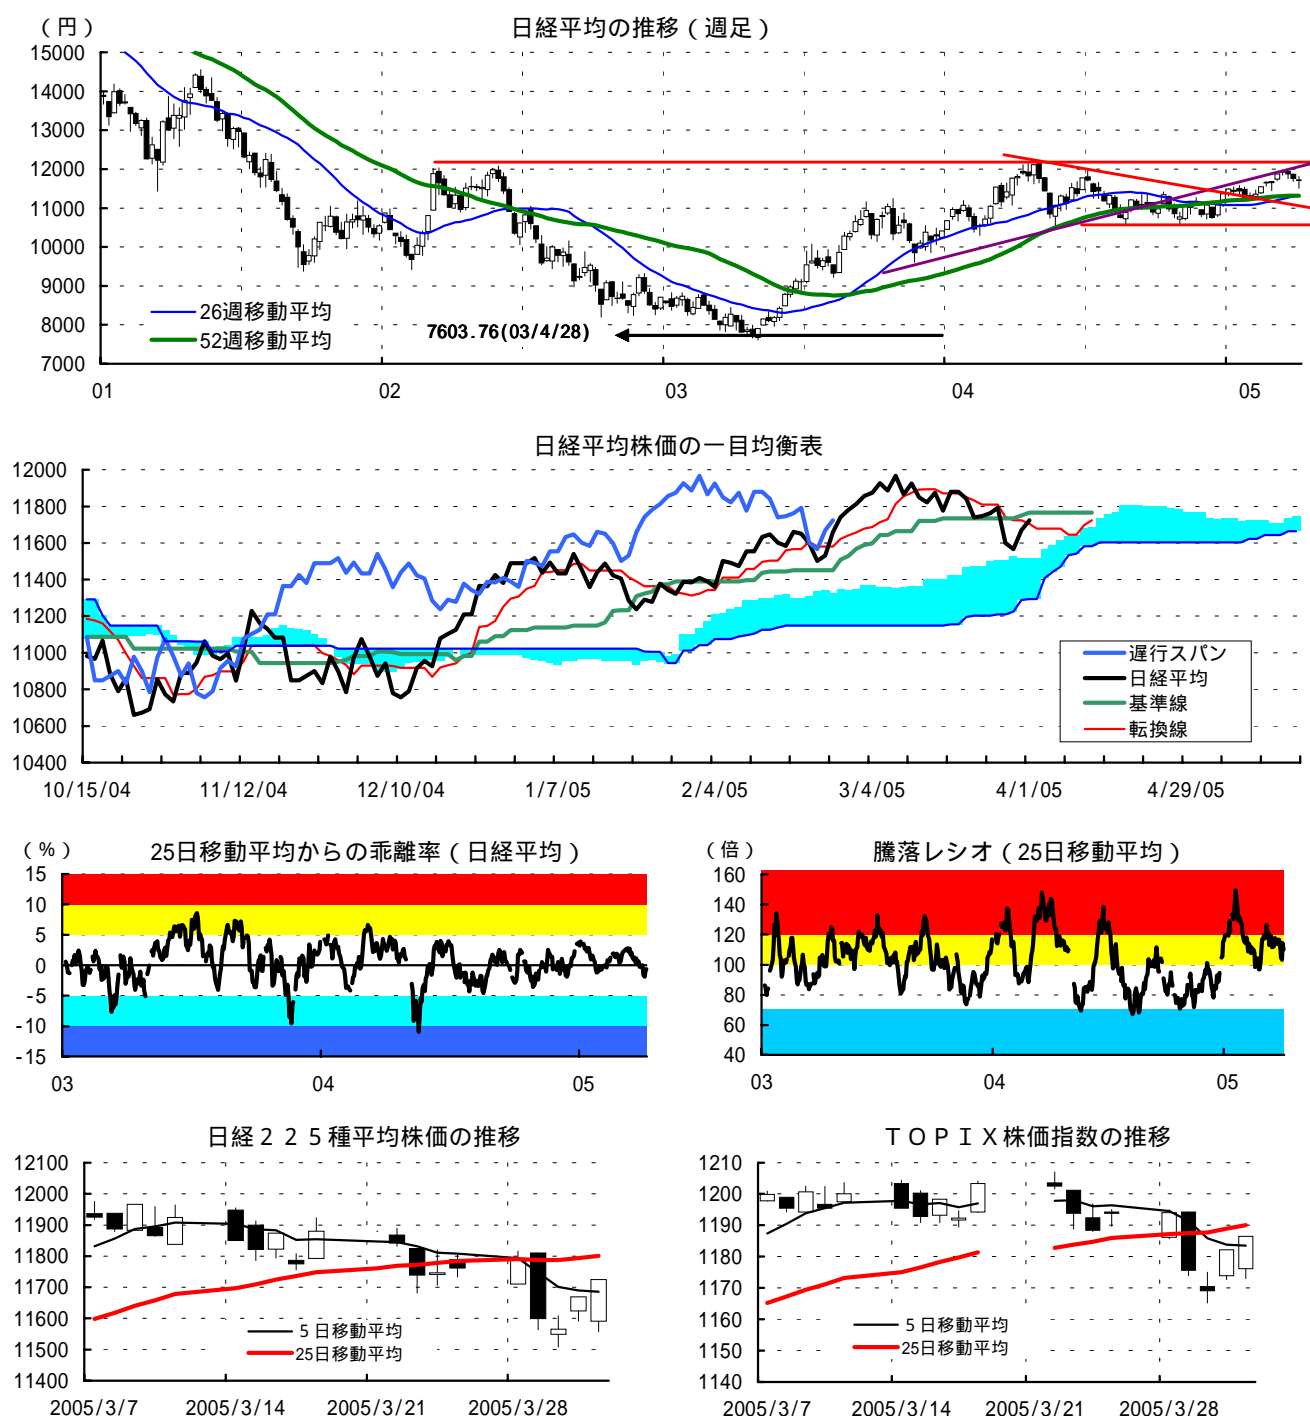 （円）
日経平均の推移（週足）
15000
14000
13000
12000
11000
10000
9000
8000
7000
26週移動平均
52週移動平均
7603.76(03/4/28)
01 02 03 04 05
日経平均株価の一目均衡表
12000
11800
11600
11400
11200
11000
10800
10600
10400
遅行スパン
日経平均
基準線
転換線
10/15/04 11/12/04 12/10/04 1/7/05 2/4/05 3/4/05 4/1/05 4/29/05
（％）
25日移動平均からの乖離率（日経平均）
15
10
5
0
-5
-10
-15
03 04 05
（倍）
騰落レシオ（25日移動平均）
160
140
120
100
80
60
40
03 04 05
日経２２５種平均株価の推移
12100
12000
11900
11800
11700
11600
11500
11400
５日移動平均
25日移動平均
2005/3/7 2005/3/14 2005/3/21 2005/3/28
ＴＯＰＩＸ株価指数の推移
1210
1200
1190
1180
1170
1160
1150
1140
５日移動平均
25日移動平均
2005/3/7 2005/3/14 2005/3/21 2005/3/28